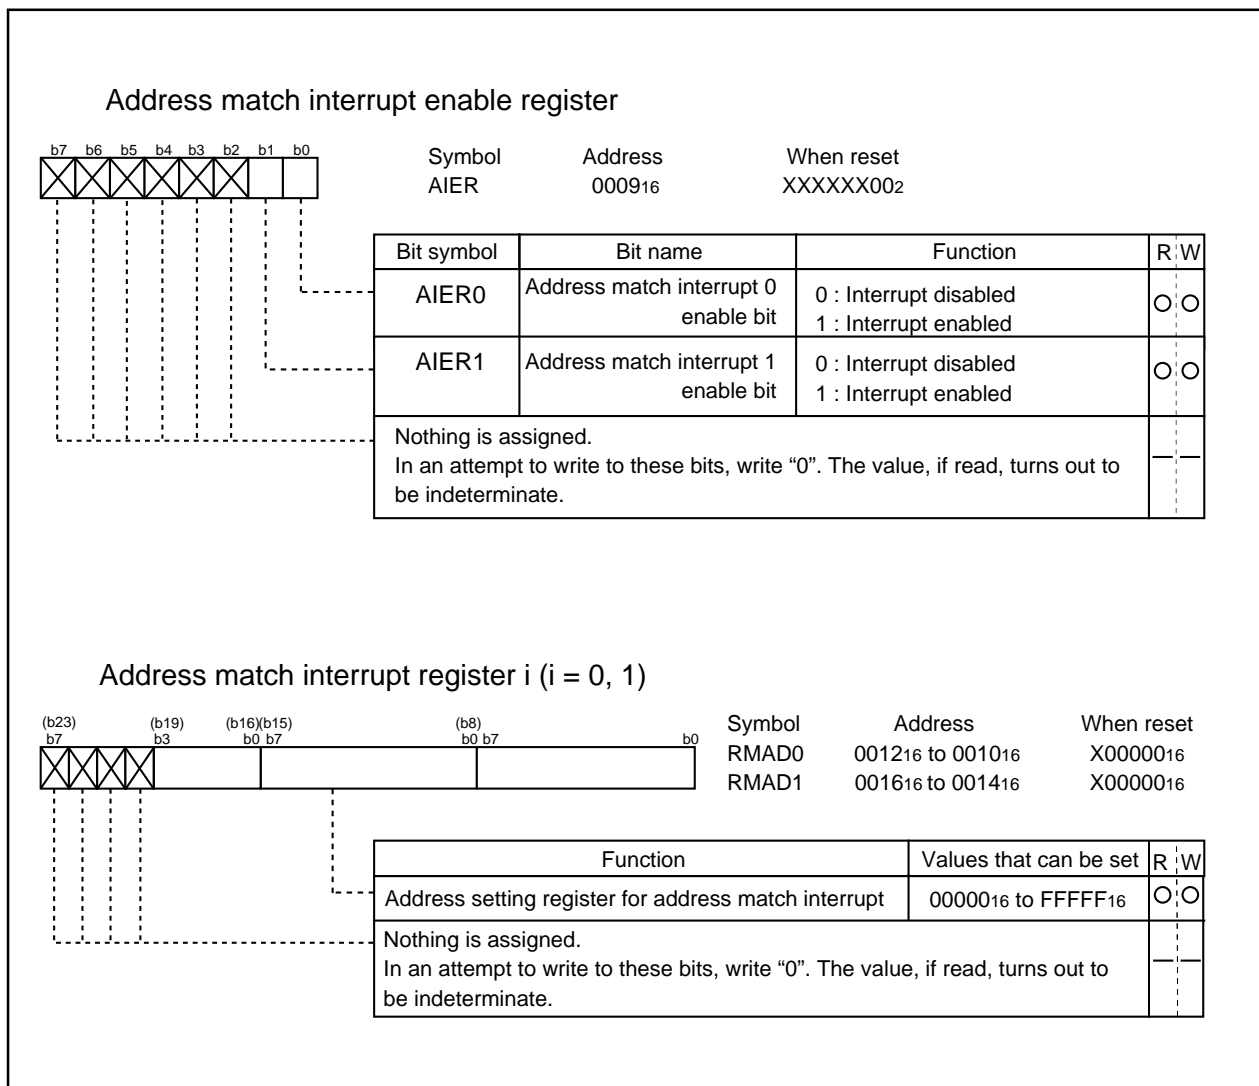 Address match interrupt enable register
b7 b6 b5 b4 b3 b2 b1 b0
Symbol Address When reset
AIER 000916 XXXXXX002
Bit symbol Bit name Function R W
AIER0 Address match interrupt 0 enable bit 0 : Interrupt disabled
1 : Interrupt enabled
AIER1 Address match interrupt 1 enable bit 0 : Interrupt disabled
1 : Interrupt enabled
Nothing is assigned.
In an attempt to write to these bits, write “0”. The value, if read, turns out to
be indeterminate.
Address match interrupt register i (i = 0, 1)
(b23) (b19) (b16)(b15) (b8)
b7 b3 b0 b7 b0 b7 b0
Symbol Address When reset
RMAD0 001216 to 001016 X0000016
RMAD1 001616 to 001416 X0000016
Function Values that can be set R W
Address setting register for address match interrupt 0000016 to FFFFF16
Nothing is assigned.
In an attempt to write to these bits, write “0”. The value, if read, turns out to
be indeterminate.